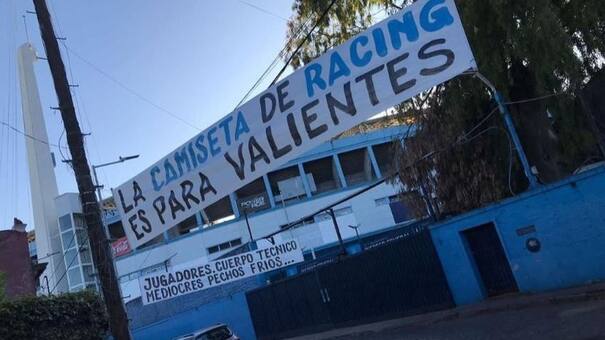 LA CAMISETA DE RACING
ES PARA VALIENTES
JUGADORES.CUERPO TECNICO
MEDIOCRES PECHOS FRIOS...